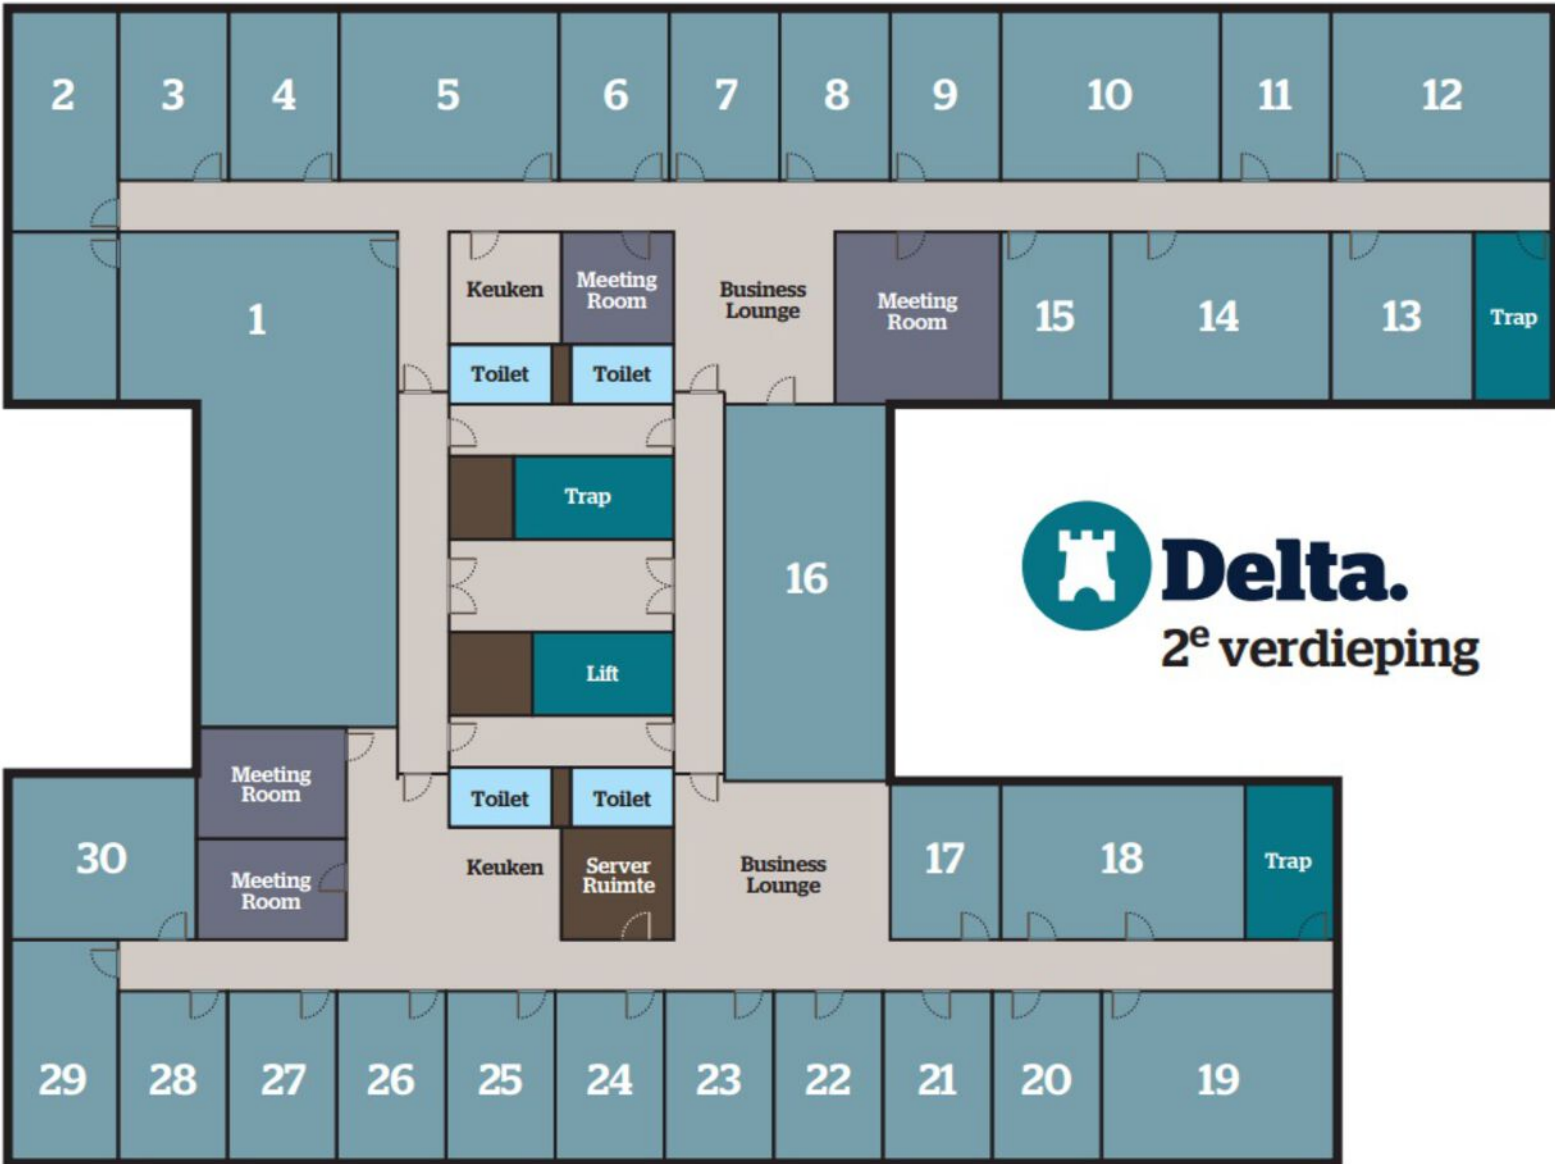 2
3
4
5
6
7
8
9
10
11
12
1
Keuken
Meeting
Room
Business
Lounge
Meeting
Room
15
14
13
Trap
Toilet
Toilet
Trap
16
Delta.
2e verdieping
Lift
Meeting
Room
Toilet
Toilet
30
Meeting
Room
Keuken
Server
Ruimte
Business
Lounge
17
18
Trap
29
28
27
26
25
24
23
22
21
20
19